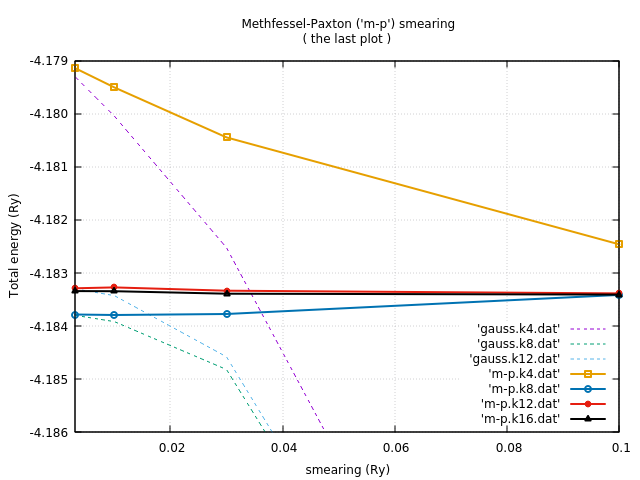 Methfessel-Paxton ('m-p') smearing
( the last plot )
-4.179
-4.180
-4.181
-4.182
-4.183
-4.184
-4.185
-4.186
Total energy (Ry)
'gauss.k4.dat'
'gauss.k8.dat'
'gauss.k12.dat'
'm-p.k4.dat'
'm-p.k8.dat'
'm-p.k12.dat'
'm-p.k16.dat'
0.02 0.04 0.06 0.08 0.1
smearing (Ry)